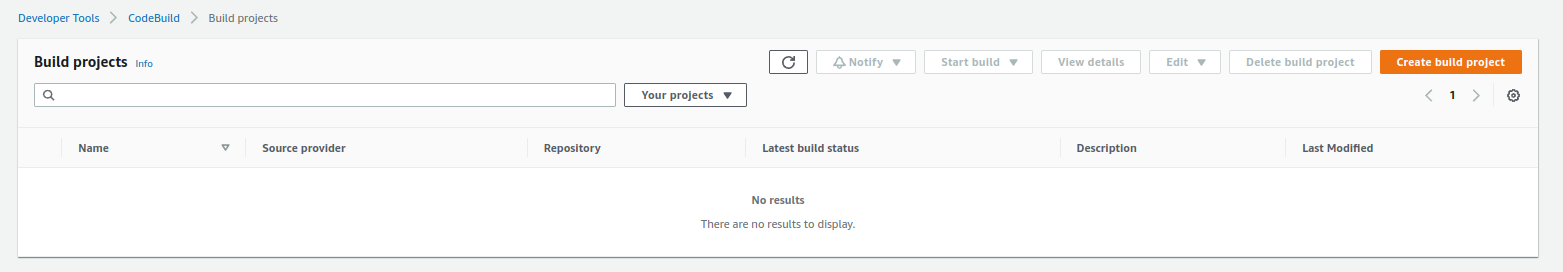 Developer Tools CodeBuild Build projects
Build projects Info Notify Start build View details Edit Delete build project Create build project
Your projects 1
Name Source provider Repository Latest build status Description Last Modified
No results
There are no results to display.